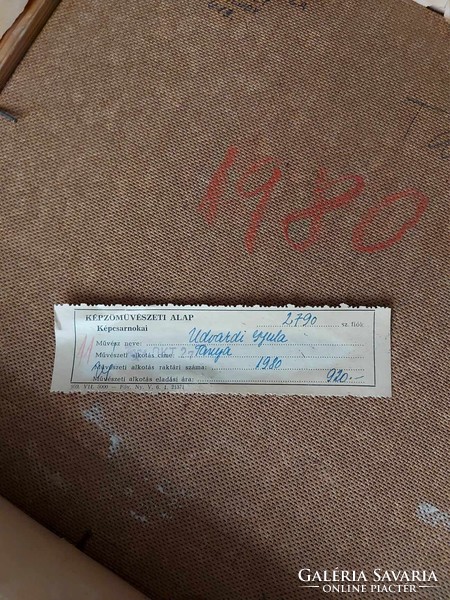 1980
KÉPZŐMŰVÉSZETI ALAP
Képcsarnokai 2790 sz. fiók
Művész neve: Udvardi Gyula
Művészeti alkotás címe: Tanya
Művészeti alkotás raktári száma: 1980
Művészeti alkotás eladási ára: 920.-
GALÉRIA SAVARIA
ONLINE PIACTÉR